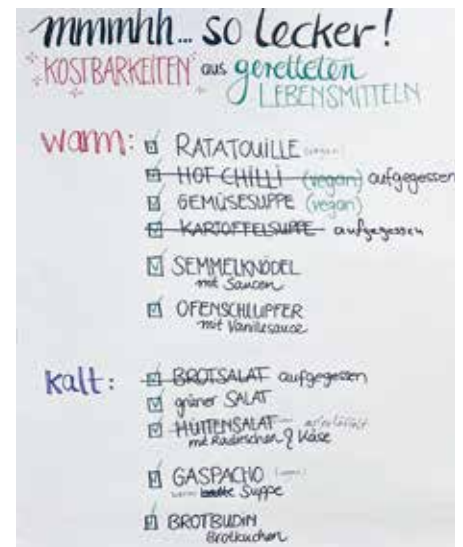 mmmhh... so lecker!
KOSTBARKEITEN aus geretteten
LEBENSMITTELN
warm: RATATOUILLE
HOT CHILLI (vegan) aufgegessen
GEMÜSESUPPE (vegan)
KARTOFFELSUPPE aufgegessen
SEMMELKNÖDEL
mit Saucen
OFENSCHLUPFER
mit Vanillesauce
kalt: BROTSALAT aufgegessen
grüner SALAT
HÜTTENSALAT
mit Radieschen & Käse
GASPACHO
Suppe
BROTBUDIN
Brotkuchen